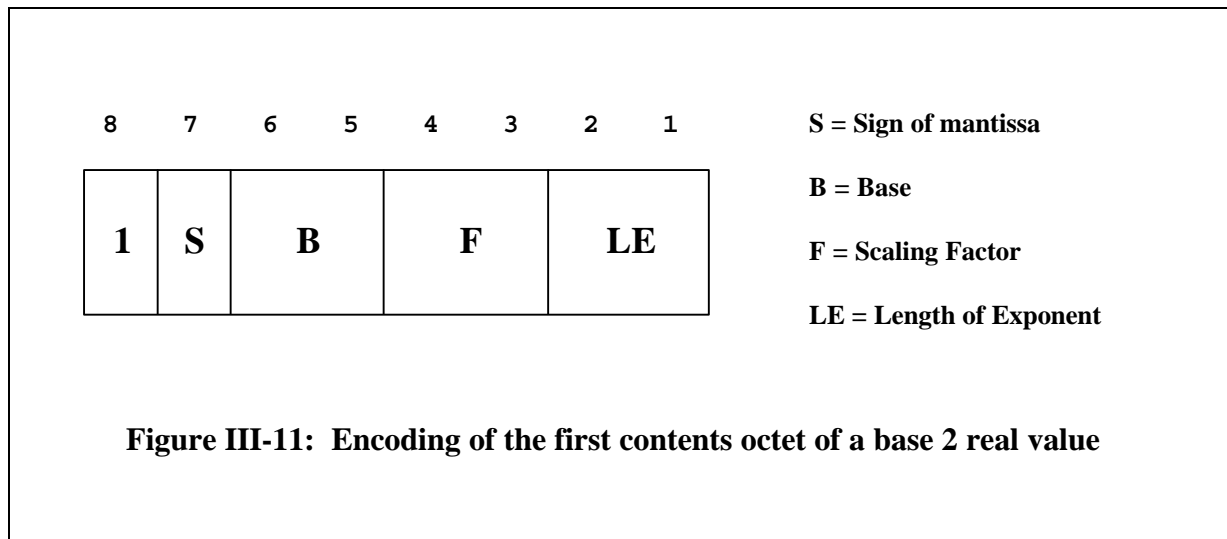 8 7 6 5 4 3 2 1
1 S B F LE
S = Sign of mantissa
B = Base
F = Scaling Factor
LE = Length of Exponent
Figure III-11: Encoding of the first contents octet of a base 2 real value